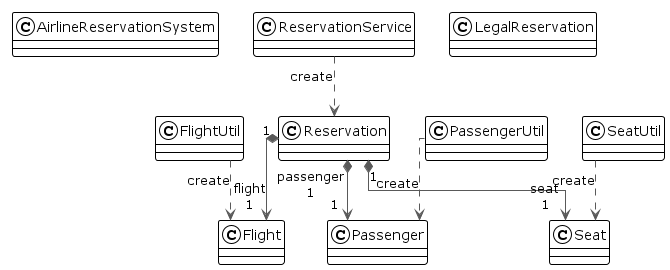 C AirlineReservationSystem
C ReservationService
C LegalReservation
create
C FlightUtil
1
C Reservation
C PassengerUtil
C SeatUtil
create
flight
1
passenger
1
1
1
create
seat
1
create
C Flight
C Passenger
C Seat